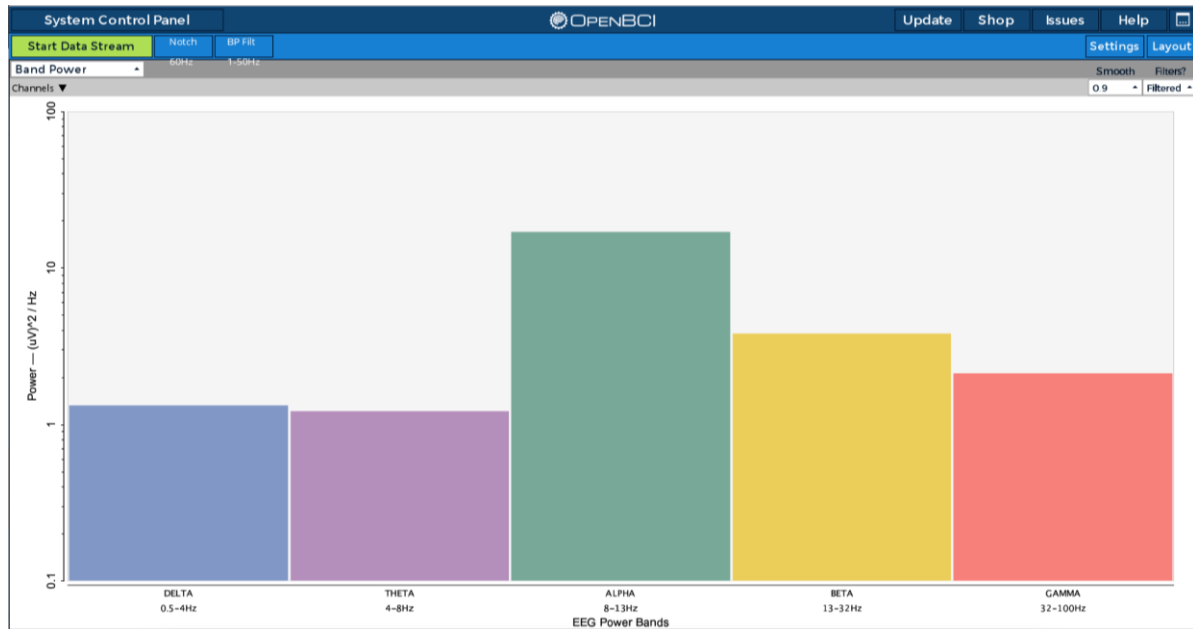 System Control Panel OPENBCI Update Shop Issues Help
Start Data Stream Notch 60Hz BP Filt 1-50Hz Settings Layout
Band Power Smooth Filters?
Channels ▼ 0.9 Filtered
100
10
1
0.1
Power — (uV)^2 / Hz
DELTA THETA ALPHA BETA GAMMA
0.5-4Hz 4-8Hz 8-13Hz 13-32Hz 32-100Hz
EEG Power Bands